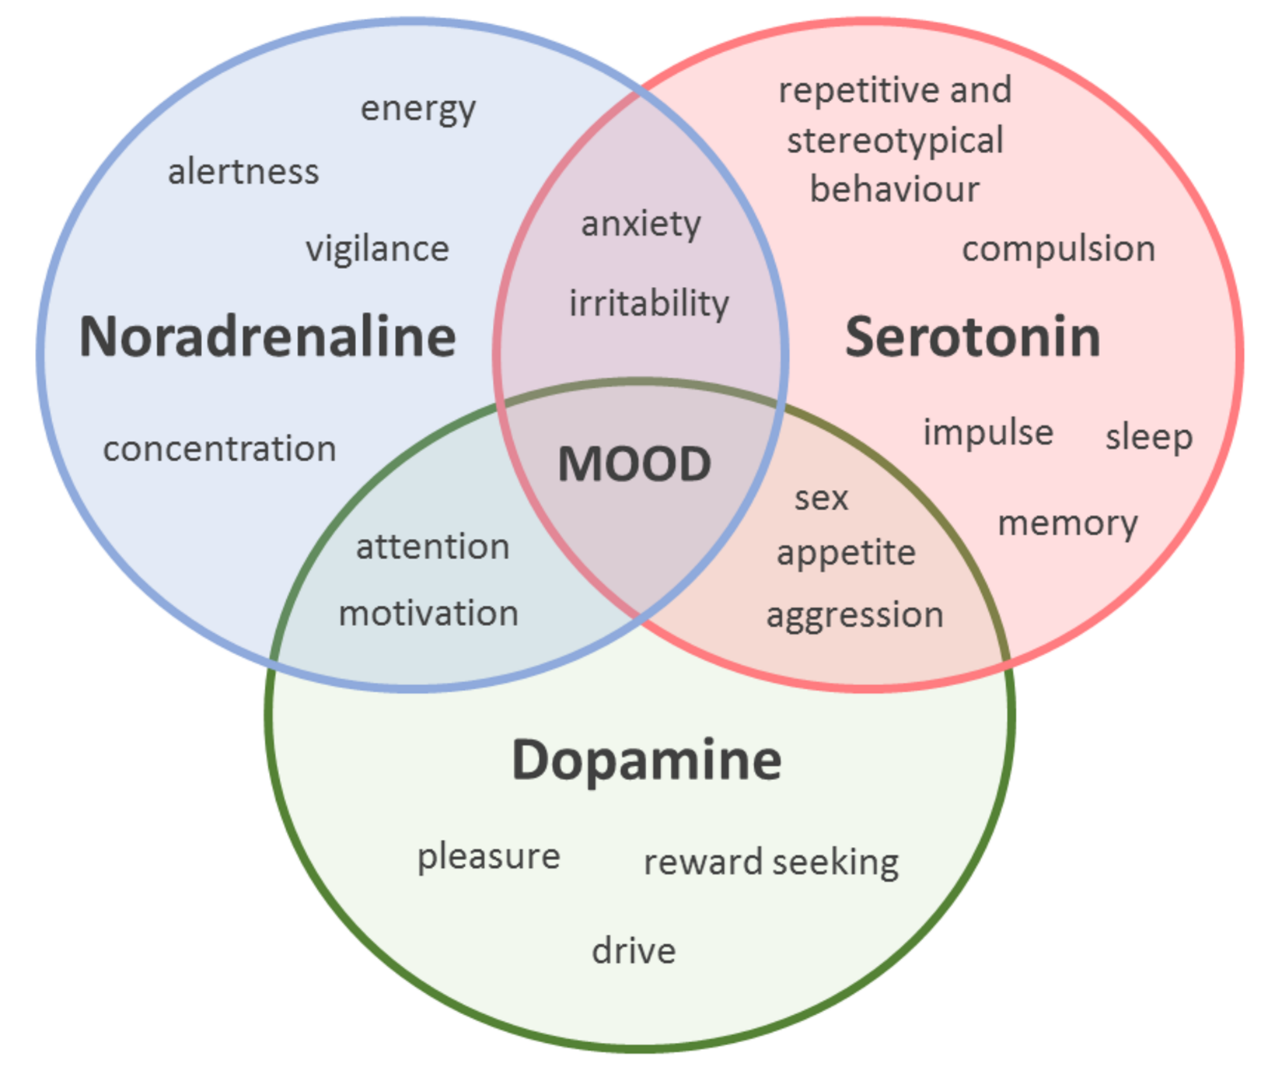 energy
alertness
vigilance
Noradrenaline
concentration
anxiety
irritability
repetitive and
stereotypical
behaviour
compulsion
Serotonin
impulse
sleep
memory
MOOD
attention
motivation
sex
appetite
aggression
Dopamine
pleasure
reward seeking
drive